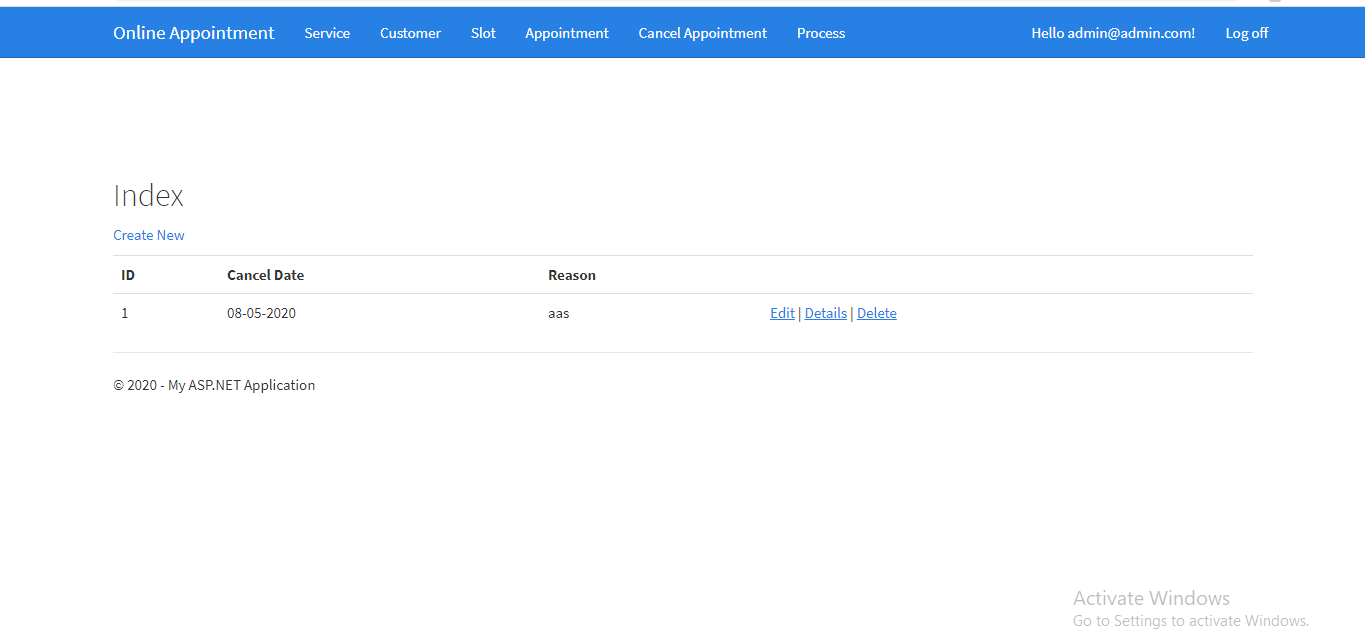 Online Appointment Service Customer Slot Appointment Cancel Appointment Process Hello admin@admin.com! Log off
Index
Create New
ID Cancel Date Reason
1 08-05-2020 aas Edit | Details | Delete
© 2020 - My ASP.NET Application
Activate Windows
Go to Settings to activate Windows.